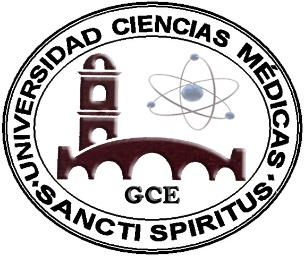 UNIVERSIDAD CIENCIAS MÉDICAS
GCE
SANCTI SPIRITUS